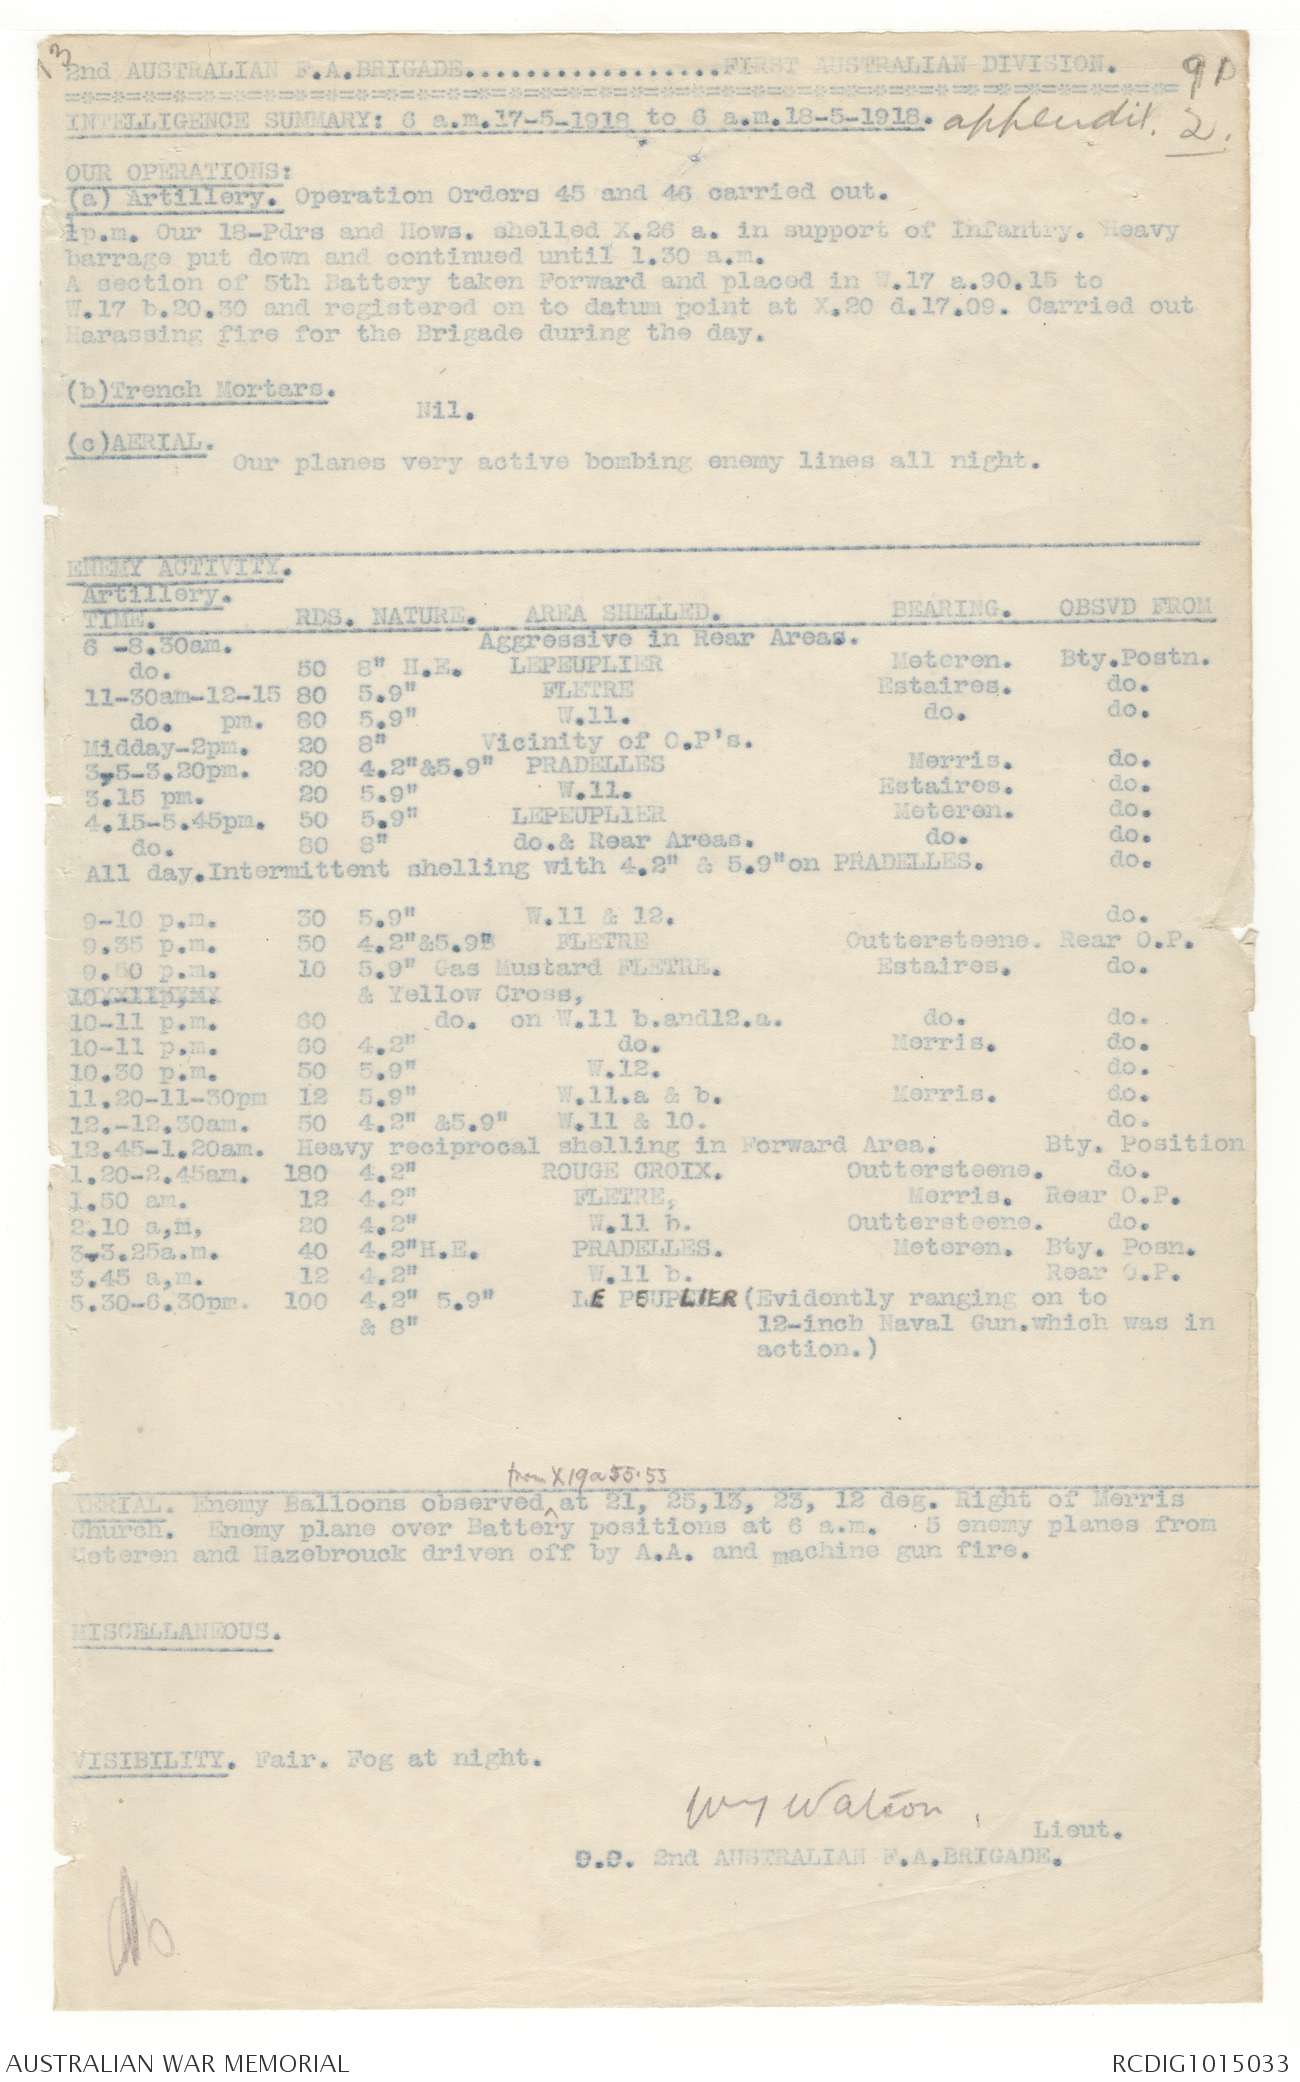 13
2nd AUSTRALIAN F.A.BRIGADE.................FIRST AUSTRALIAN DIVISION.
9D
=*=*=*=*=*=*=*=*=*=*=*=*=*=*=*=*=*=*=*=*=*=*=*=*=*=*=*=*=*=*=*=*=*=*=
INTELLIGENCE SUMMARY: 6 a.m.17-5-1918 to 6 a.m.18-5-1918. appendit. 2.
OUR OPERATIONS:
(a) Artillery. Operation Orders 45 and 46 carried out.
1p.m. Our 18-Pdrs and Hows. shelled X.26 a. in support of Infantry. Heavy
barrage put down and continued until 1.30 a.m.
A section of 5th Battery taken Forward and placed in W.17 a.90.15 to
W.17 b.20.30 and registered on to datum point at X.20 d.17.09. Carried out
Harassing fire for the Brigade during the day.
(b)Trench Mortars.
Nil.
(c)AERIAL.
Our planes very active bombing enemy lines all night.
ENEMY ACTIVITY.
Artillery.
TIME. RDS. NATURE. AREA SHELLED. BEARING. OBSVD FROM
6 -8.30am. Aggressive in Rear Areas.
do. 50 8" H.E. LEPEUPLIER Meteren. Bty.Postn.
11-30am-12-15 80 5.9" FLETRE Estaires. do.
do. pm. 80 5.9" W.11. do. do.
Midday-2pm. 20 8" Vicinity of O.P's.
3,5-3.20pm. 20 4.2"&5.9" PRADELLES Merris. do.
3.15 pm. 20 5.9" W.11. Estaires. do.
4.15-5.45pm. 50 5.9" LEPEUPLIER Meteren. do.
do. 80 8" do.& Rear Areas. do. do.
All day.Intermittent shelling with 4.2" & 5.9"on PRADELLES. do.
9-10 p.m. 30 5.9" W.11 & 12. do.
9.35 p.m. 50 4.2"&5.9" FLETRE Outtersteene. Rear O.P.
9.50 p.m. 10 5.9" Gas Mustard FLETRE. Estaires. do.
10.-11p.m. & Yellow Cross,
10-11 p.m. 60 do. on W.11 b.and12.a. do. do.
10-11 p.m. 60 4.2" do. Merris. do.
10.30 p.m. 50 5.9" W.12. do.
11.20-11-30pm 12 5.9" W.11.a & b. Merris. do.
12.-12.30am. 50 4.2" &5.9" W.11 & 10. do.
12.45-1.20am. Heavy reciprocal shelling in Forward Area. Bty. Position
1.20-2.45am. 180 4.2" ROUGE CROIX. Outtersteene. do.
1.50 am. 12 4.2" FLETRE, Merris. Rear O.P.
2.10 a,m, 20 4.2" W.11 b. Outtersteene. do.
3-3.25a.m. 40 4.2"H.E. PRADELLES. Meteren. Bty. Posn.
3.45 a,m. 12 4.2" W.11 b. Rear O.P.
5.30-6.30pm. 100 4.2" 5.9" LE PEUPLIER (Evidently ranging on to
& 8" 12-inch Naval Gun.which was in
action.)
from X19a55.55
AERIAL. Enemy Balloons observed ^ at 21, 25,13, 23, 12 deg. Right of Merris
Church. Enemy plane over Battery positions at 6 a.m. 5 enemy planes from
Meteren and Hazebrouck driven off by A.A. and machine gun fire.
MISCELLANEOUS.
VISIBILITY. Fair. Fog at night.
Watson
Lieut.
O.O. 2nd AUSTRALIAN F.A.BRIGADE.
AUSTRALIAN WAR MEMORIAL
RCDIG1015033